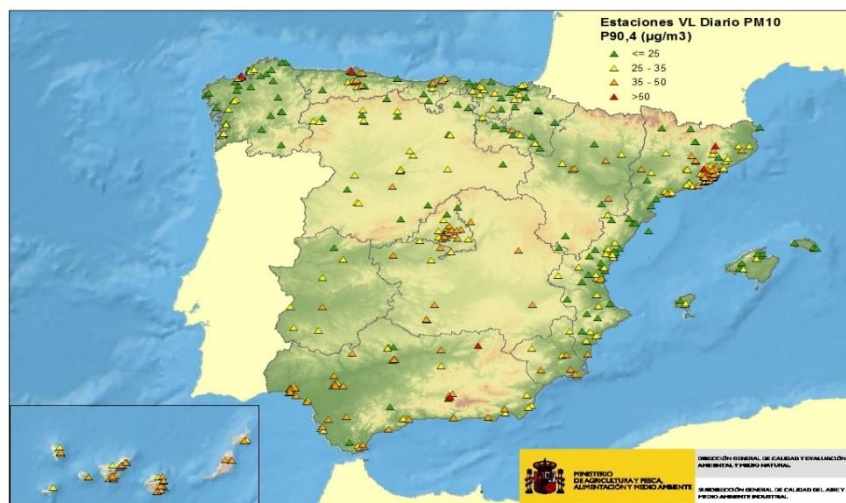 Estaciones VL Diario PM10
P90,4 (µg/m3)
<= 25
25 - 35
35 - 50
>50
MINISTERIO
DE AGRICULTURA Y PESCA,
ALIMENTACIÓN Y MEDIO AMBIENTE
DIRECCIÓN GENERAL DE CALIDAD Y EVALUACIÓN
AMBIENTAL Y MEDIO NATURAL
SUBDIRECCIÓN GENERAL DE CALIDAD DEL AIRE Y
MEDIO AMBIENTE INDUSTRIAL